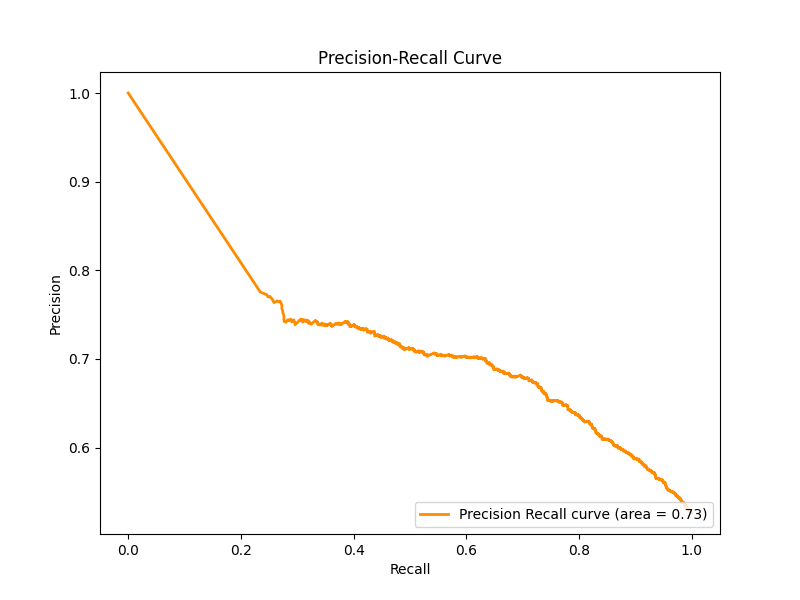 Precision-Recall Curve
1.0
0.9
0.8
0.7
0.6
Precision
0.0 0.2 0.4 0.6 0.8 1.0
Recall
Precision Recall curve (area = 0.73)